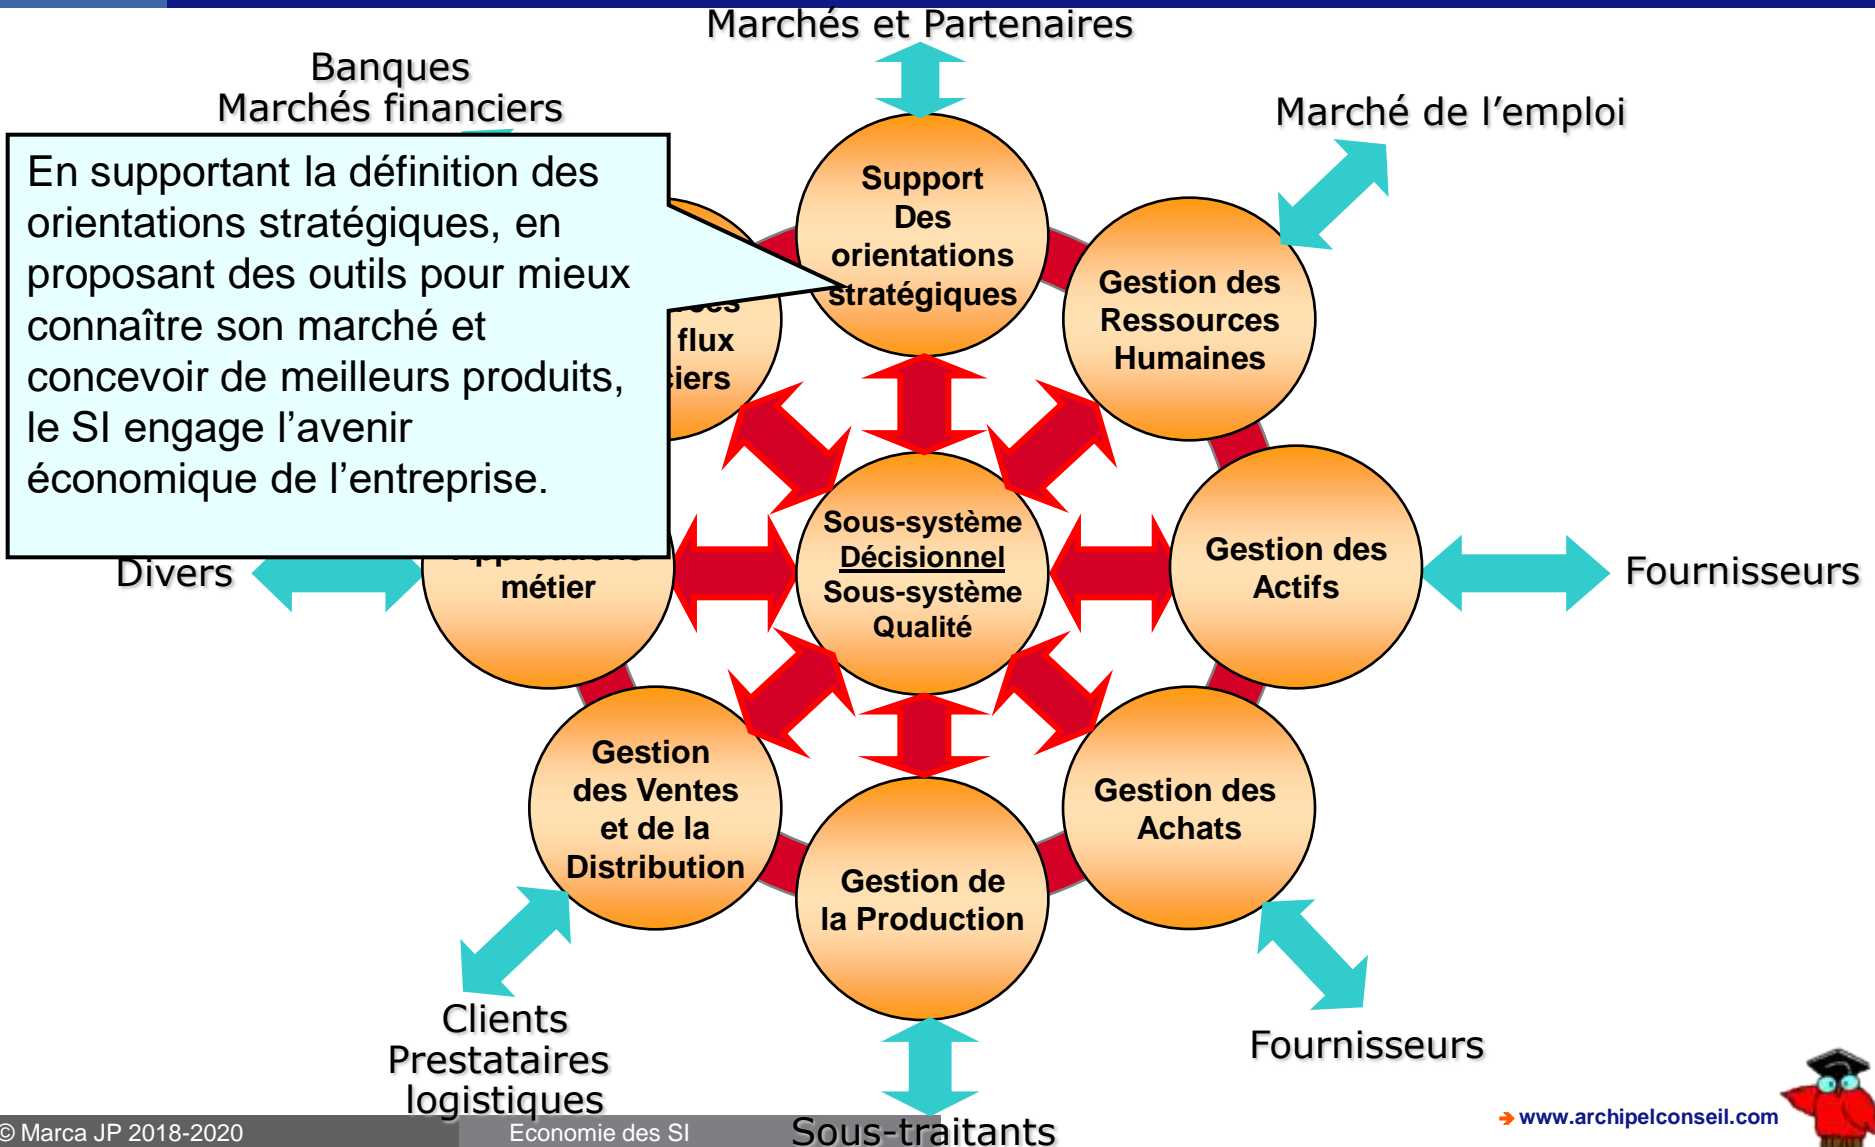 Marchés et Partenaires
Banques
Marchés financiers
Marché de l’emploi
En supportant la définition des
orientations stratégiques, en
proposant des outils pour mieux
connaître son marché et
concevoir de meilleurs produits,
le SI engage l’avenir
économique de l’entreprise.
Support
Des
orientations
stratégiques
Gestion des
Ressources
Humaines
flux
Sous-système
Décisionnel
Sous-système
Qualité
Gestion des
Actifs
Fournisseurs
Divers
métier
Gestion
des Ventes
et de la
Distribution
Gestion de
la Production
Gestion des
Achats
Clients
Prestataires
logistiques
Fournisseurs
Sous-traitants
© Marca JP 2018-2020
Economie des SI
www.archipelconseil.com